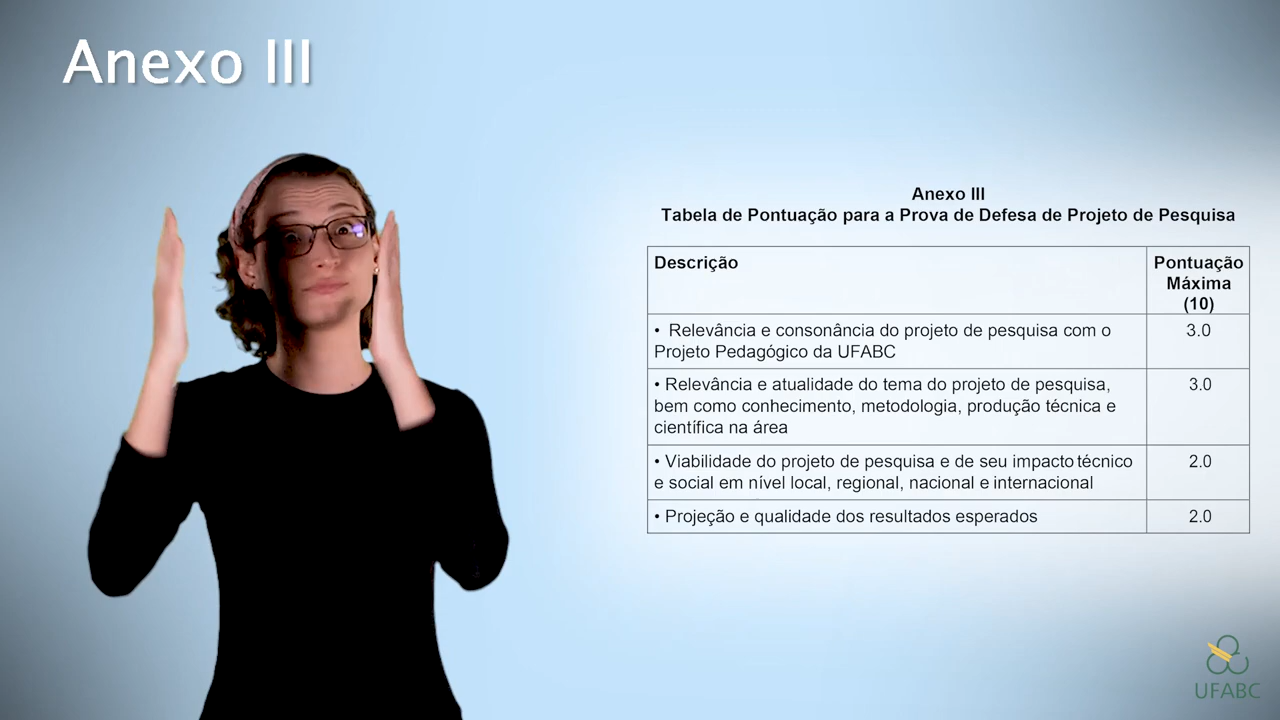 Anexo III
Anexo III
Tabela de Pontuação para a Prova de Defesa de Projeto de Pesquisa
Descrição
Pontuação
Máxima
(10)
• Relevância e consonância do projeto de pesquisa com o
Projeto Pedagógico da UFABC
3.0
• Relevância e atualidade do tema do projeto de pesquisa,
bem como conhecimento, metodologia, produção técnica e
científica na área
3.0
• Viabilidade do projeto de pesquisa e de seu impacto técnico
e social em nível local, regional, nacional e internacional
2.0
• Projeção e qualidade dos resultados esperados
2.0
UFABC